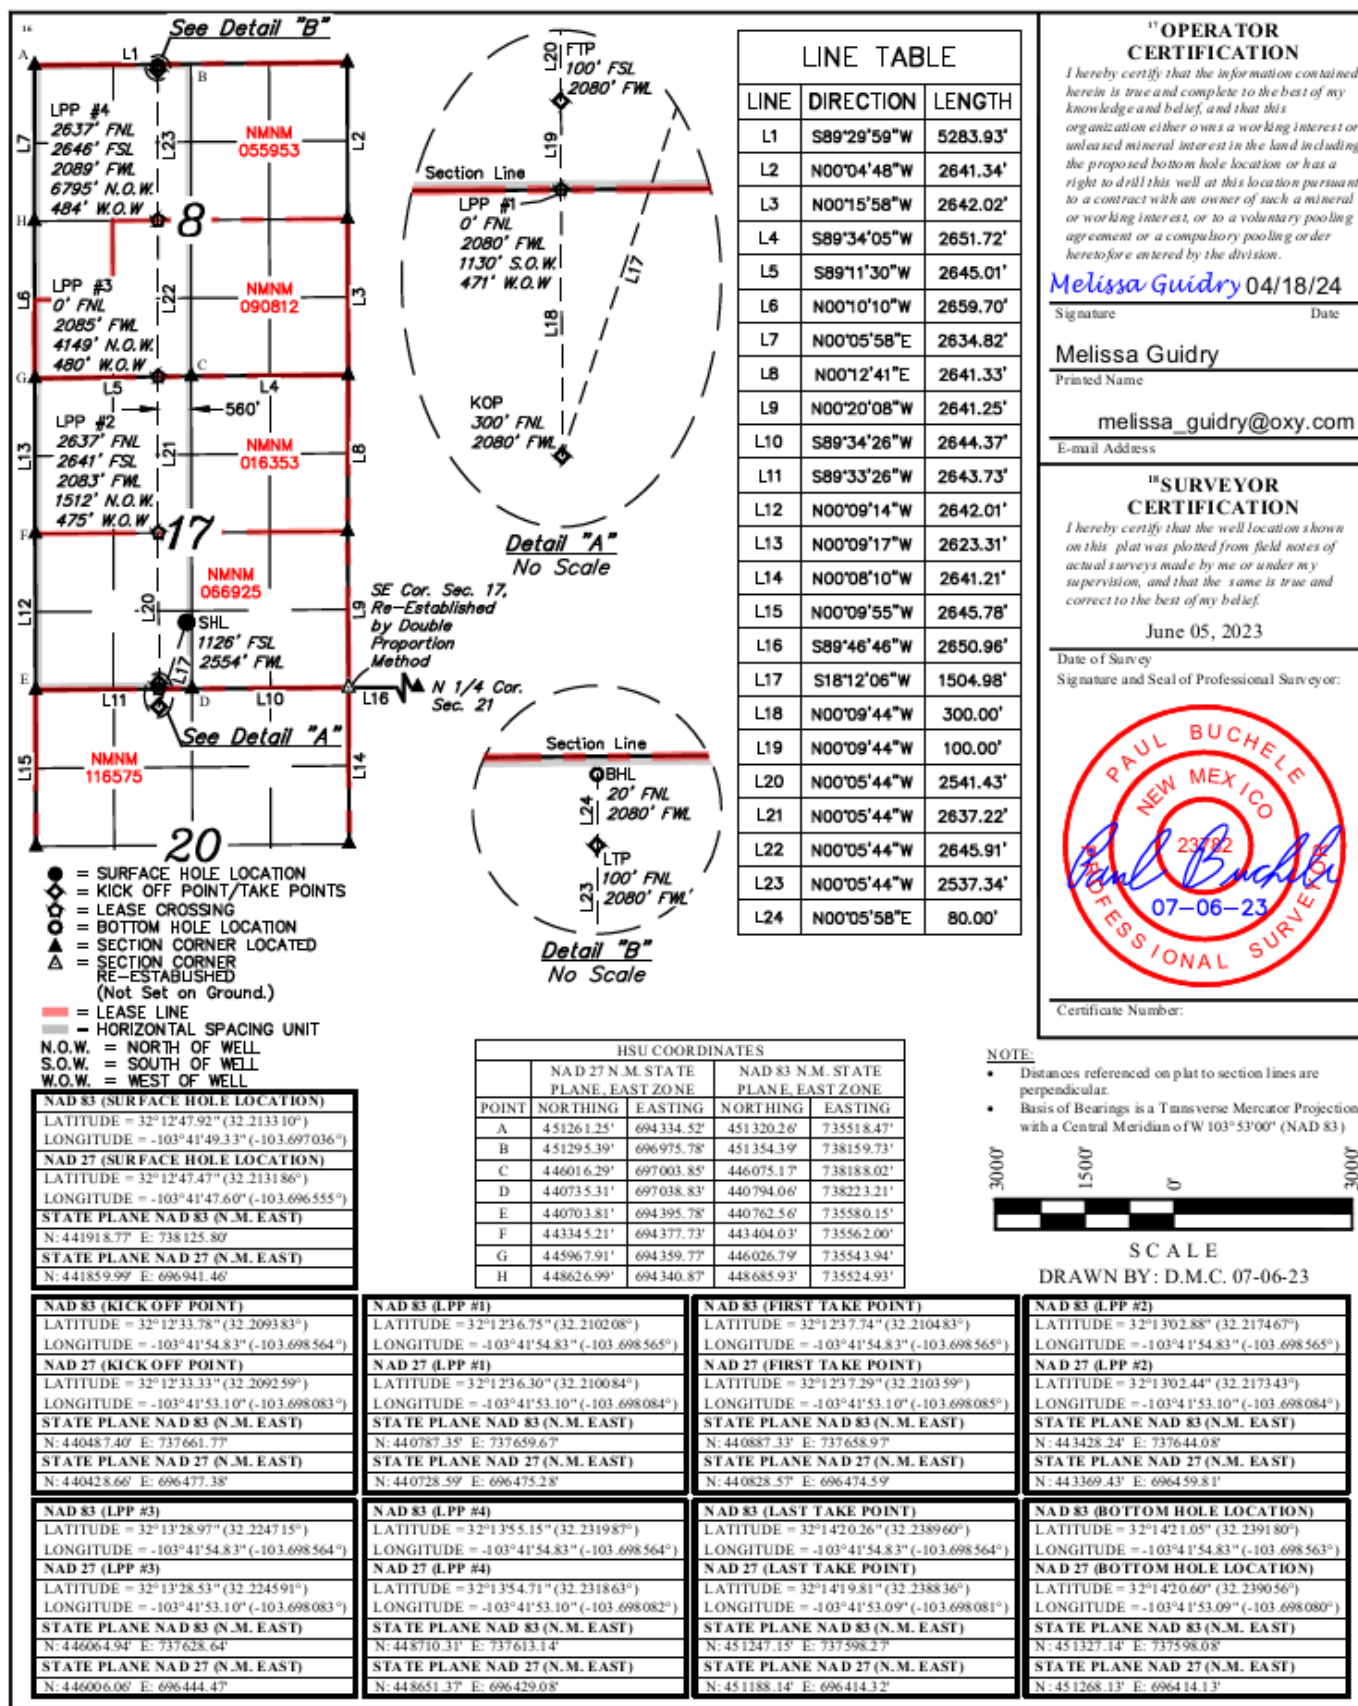 16
See Detail "B"
A
L1
B
LPP #4
2637' FNL
2646' FSL
2089' FWL
6795' N.O.W.
484' W.O.W
L7
L23
NMNM
055953
L2
H
8
LPP #3
0' FNL
2085' FWL
4149' N.O.W.
480' W.O.W
L6
L22
NMNM
090812
L3
G
C
L5
L4
560'
LPP #2
2637' FNL
2641' FSL
2083' FWL
1512' N.O.W.
475' W.O.W
L13
L21
NMNM
016353
L8
F
17
NMNM
066925
L12
L20
SHL
1126' FSL
2554' FWL
L17
L9
SE Cor. Sec. 17,
Re-Established
by Double
Proportion
Method
E
L11
D
L10
L16
N 1/4 Cor.
Sec. 21
See Detail "A"
NMNM
116575
L15
L14
20
L20
FTP
100' FSL
2080' FWL
L19
Section Line
LPP #1
0' FNL
2080' FWL
1130' S.O.W.
471' W.O.W
L17
L18
KOP
300' FNL
2080' FWL
Detail "A"
No Scale
Section Line
BHL
20' FNL
2080' FWL
L24
LTP
100' FNL
2080' FWL'
L23
Detail "B"
No Scale
= SURFACE HOLE LOCATION
= KICK OFF POINT/TAKE POINTS
= LEASE CROSSING
= BOTTOM HOLE LOCATION
= SECTION CORNER LOCATED
= SECTION CORNER
RE-ESTABLISHED
(Not Set on Ground.)
= LEASE LINE
= HORIZONTAL SPACING UNIT
N.O.W. = NORTH OF WELL
S.O.W. = SOUTH OF WELL
W.O.W. = WEST OF WELL
LINE TABLE
LINE DIRECTION LENGTH
L1 S89°29'59"W 5283.93'
L2 N00°04'48"W 2641.34'
L3 N00°15'58"W 2642.02'
L4 S89°34'05"W 2651.72'
L5 S89°11'30"W 2645.01'
L6 N00°10'10"W 2659.70'
L7 N00°05'58"E 2634.82'
L8 N00°12'41"E 2641.33'
L9 N00°20'08"W 2641.25'
L10 S89°34'26"W 2644.37'
L11 S89°33'26"W 2643.73'
L12 N00°09'14"W 2642.01'
L13 N00°09'17"W 2623.31'
L14 N00°08'10"W 2641.21'
L15 N00°09'55"W 2645.78'
L16 S89°46'46"W 2650.96'
L17 S18°12'06"W 1504.98'
L18 N00°09'44"W 300.00'
L19 N00°09'44"W 100.00'
L20 N00°05'44"W 2541.43'
L21 N00°05'44"W 2637.22'
L22 N00°05'44"W 2645.91'
L23 N00°05'44"W 2537.34'
L24 N00°05'58"E 80.00'
17 OPERATOR
CERTIFICATION
I hereby certify that the information contained
herein is true and complete to the best of my
knowledge and belief, and that this
organization either owns a working interest or
unleased mineral interest in the land including
the proposed bottom hole location or has a
right to drill this well at this location pursuant
to a contract with an owner of such a mineral
or working interest, or to a voluntary pooling
agreement or a compulsory pooling order
heretofore entered by the division.
Melissa Guidry 04/18/24
Signature Date
Melissa Guidry
Printed Name
melissa_guidry@oxy.com
E-mail Address
18 SURVEYOR
CERTIFICATION
I hereby certify that the well location shown
on this plat was plotted from field notes of
actual surveys made by me or under my
supervision, and that the same is true and
correct to the best of my belief.
June 05, 2023
Date of Survey
Signature and Seal of Professional Surveyor:
PAUL BUCHELE
NEW MEXICO
23782
PROFESSIONAL SURVEYOR
Paul Buchele
07-06-23
Certificate Number:
HSU COORDINATES
NAD 27 N.M. STATE PLANE, EAST ZONE NAD 83 N.M. STATE PLANE, EAST ZONE
POINT NORTHING EASTING NORTHING EASTING
A 451261.25' 694334.52' 451320.26' 735518.47'
B 451295.39' 696975.78' 451354.39' 738159.73'
C 446016.29' 697003.85' 446075.17' 738188.02'
D 440735.31' 697038.83' 440794.06' 738223.21'
E 440703.81' 694395.78' 440762.56' 735580.15'
F 443345.21' 694377.73' 443404.03' 735562.00'
G 445967.91' 694359.77' 446026.79' 735543.94'
H 448626.99' 694340.87' 448685.93' 735524.93'
NOTE:
• Distances referenced on plat to section lines are
perpendicular.
• Basis of Bearings is a Transverse Mercator Projection
with a Central Meridian of W 103°53'00" (NAD 83)
3000' 1500' 0' 3000'
SCALE
DRAWN BY: D.M.C. 07-06-23
NAD 83 (SURFACE HOLE LOCATION)
LATITUDE = 32°12'47.92" (32.213310°)
LONGITUDE = -103°41'49.33" (-103.697036°)
NAD 27 (SURFACE HOLE LOCATION)
LATITUDE = 32°12'47.47" (32.213186°)
LONGITUDE = -103°41'47.60" (-103.696555°)
STATE PLANE NAD 83 (N.M. EAST)
N: 441918.77' E: 738125.80'
STATE PLANE NAD 27 (N.M. EAST)
N: 441859.99' E: 696941.46'
NAD 83 (KICK OFF POINT)
LATITUDE = 32°12'33.78" (32.209383°)
LONGITUDE = -103°41'54.83" (-103.698564°)
NAD 27 (KICK OFF POINT)
LATITUDE = 32°12'33.33" (32.209259°)
LONGITUDE = -103°41'53.10" (-103.698083°)
STATE PLANE NAD 83 (N.M. EAST)
N: 440487.40' E: 737661.77'
STATE PLANE NAD 27 (N.M. EAST)
N: 440428.66' E: 696477.38'
NAD 83 (LPP #1)
LATITUDE = 32°12'36.75" (32.210208°)
LONGITUDE = -103°41'54.83" (-103.698565°)
NAD 27 (LPP #1)
LATITUDE = 32°12'36.30" (32.210084°)
LONGITUDE = -103°41'53.10" (-103.698084°)
STATE PLANE NAD 83 (N.M. EAST)
N: 440787.35' E: 737659.67'
STATE PLANE NAD 27 (N.M. EAST)
N: 440728.59' E: 696475.28'
NAD 83 (FIRST TAKE POINT)
LATITUDE = 32°12'37.74" (32.210483°)
LONGITUDE = -103°41'54.83" (-103.698565°)
NAD 27 (FIRST TAKE POINT)
LATITUDE = 32°12'37.29" (32.210359°)
LONGITUDE = -103°41'53.10" (-103.698085°)
STATE PLANE NAD 83 (N.M. EAST)
N: 440887.33' E: 737658.97'
STATE PLANE NAD 27 (N.M. EAST)
N: 440828.57' E: 696474.59'
NAD 83 (LPP #2)
LATITUDE = 32°13'02.88" (32.217467°)
LONGITUDE = -103°41'54.83" (-103.698565°)
NAD 27 (LPP #2)
LATITUDE = 32°13'02.44" (32.217343°)
LONGITUDE = -103°41'53.10" (-103.698084°)
STATE PLANE NAD 83 (N.M. EAST)
N: 443428.24' E: 737644.08'
STATE PLANE NAD 27 (N.M. EAST)
N: 443369.43' E: 696459.81'
NAD 83 (LPP #3)
LATITUDE = 32°13'28.97" (32.224715°)
LONGITUDE = -103°41'54.83" (-103.698564°)
NAD 27 (LPP #3)
LATITUDE = 32°13'28.53" (32.224591°)
LONGITUDE = -103°41'53.10" (-103.698083°)
STATE PLANE NAD 83 (N.M. EAST)
N: 446064.94' E: 737628.64'
STATE PLANE NAD 27 (N.M. EAST)
N: 446006.06' E: 696444.47'
NAD 83 (LPP #4)
LATITUDE = 32°13'55.15" (32.231987°)
LONGITUDE = -103°41'54.83" (-103.698564°)
NAD 27 (LPP #4)
LATITUDE = 32°13'54.71" (32.231863°)
LONGITUDE = -103°41'53.10" (-103.698082°)
STATE PLANE NAD 83 (N.M. EAST)
N: 448710.31' E: 737613.14'
STATE PLANE NAD 27 (N.M. EAST)
N: 448651.37' E: 696429.08'
NAD 83 (LAST TAKE POINT)
LATITUDE = 32°14'20.26" (32.238960°)
LONGITUDE = -103°41'54.83" (-103.698564°)
NAD 27 (LAST TAKE POINT)
LATITUDE = 32°14'19.81" (32.238836°)
LONGITUDE = -103°41'53.09" (-103.698081°)
STATE PLANE NAD 83 (N.M. EAST)
N: 451247.15' E: 737598.27'
STATE PLANE NAD 27 (N.M. EAST)
N: 451188.14' E: 696414.32'
NAD 83 (BOTTOM HOLE LOCATION)
LATITUDE = 32°14'21.05" (32.239180°)
LONGITUDE = -103°41'54.83" (-103.698563°)
NAD 27 (BOTTOM HOLE LOCATION)
LATITUDE = 32°14'20.60" (32.239056°)
LONGITUDE = -103°41'53.09" (-103.698080°)
STATE PLANE NAD 83 (N.M. EAST)
N: 451327.14' E: 737598.08'
STATE PLANE NAD 27 (N.M. EAST)
N: 451268.13' E: 696414.13'